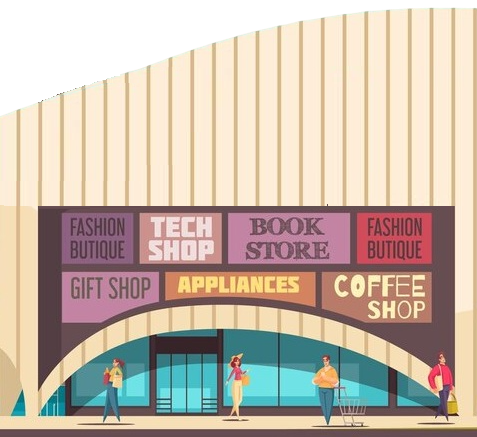 FASHION
BUTIQUE
TECH
SHOP
BOOK
STORE
FASHION
BUTIQUE
GIFT SHOP
APPLIANCES
COFFEE
SHOP